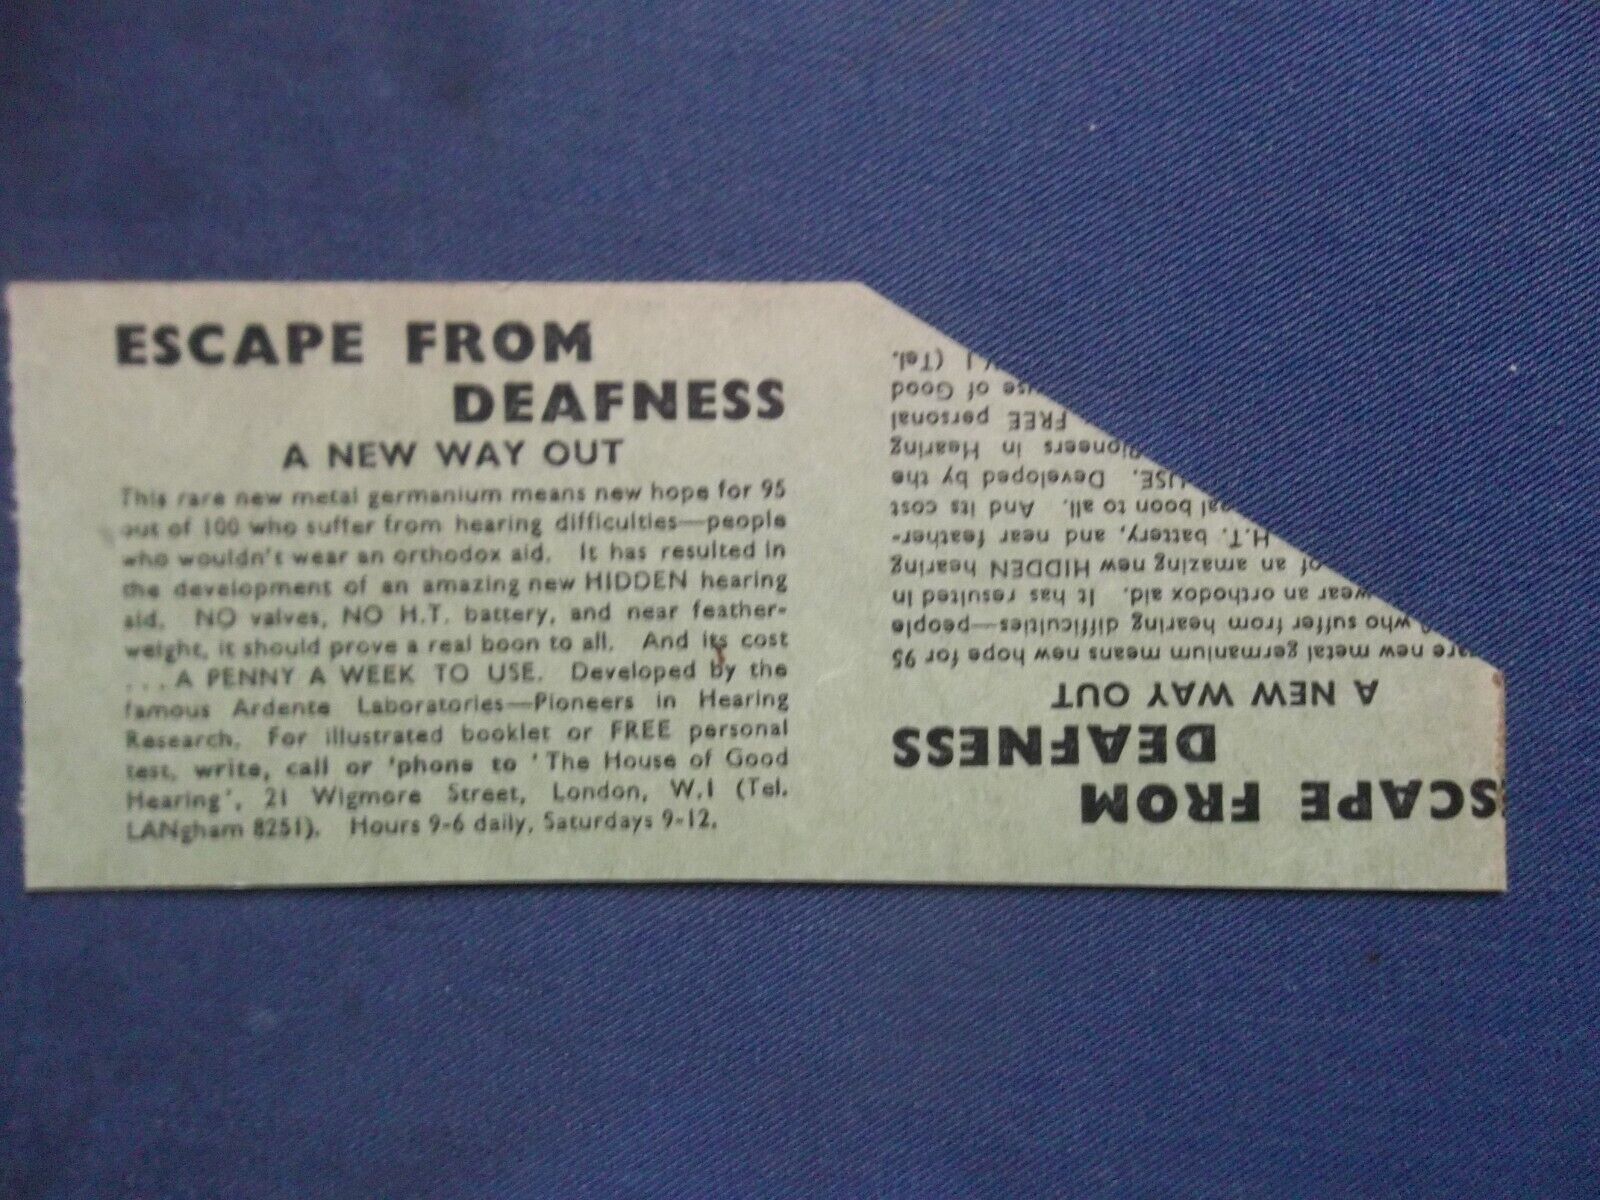 ESCAPE FROM
DEAFNESS
A NEW WAY OUT
This rare new metal germanium means new hope for 95
out of 100 who suffer from hearing difficulties—people
who wouldn't wear an orthodox aid. It has resulted in
the development of an amazing new HIDDEN hearing
aid. NO valves, NO H.T. battery, and near feather-
weight, it should prove a real boon to all. And its cost
...A PENNY A WEEK TO USE. Developed by the
famous Ardente Laboratories—Pioneers in Hearing
Research. For illustrated booklet or FREE personal
test, write, call or 'phone to 'The House of Good
Hearing', 21 Wigmore Street, London, W.1 (Tel.
LANgham 8251). Hours 9-6 daily, Saturdays 9-12.
SCAPE FROM
DEAFNESS
A NEW WAY OUT
are new metal germanium means new hope for 95
who suffer from hearing difficulties—people
wear an orthodox aid. It has resulted in
of an amazing new HIDDEN hearing
H.T. battery, and near feather-
eal boon to all. And its cost
USE. Developed by the
Pioneers in Hearing
FREE personal
use of Good
(Tel.